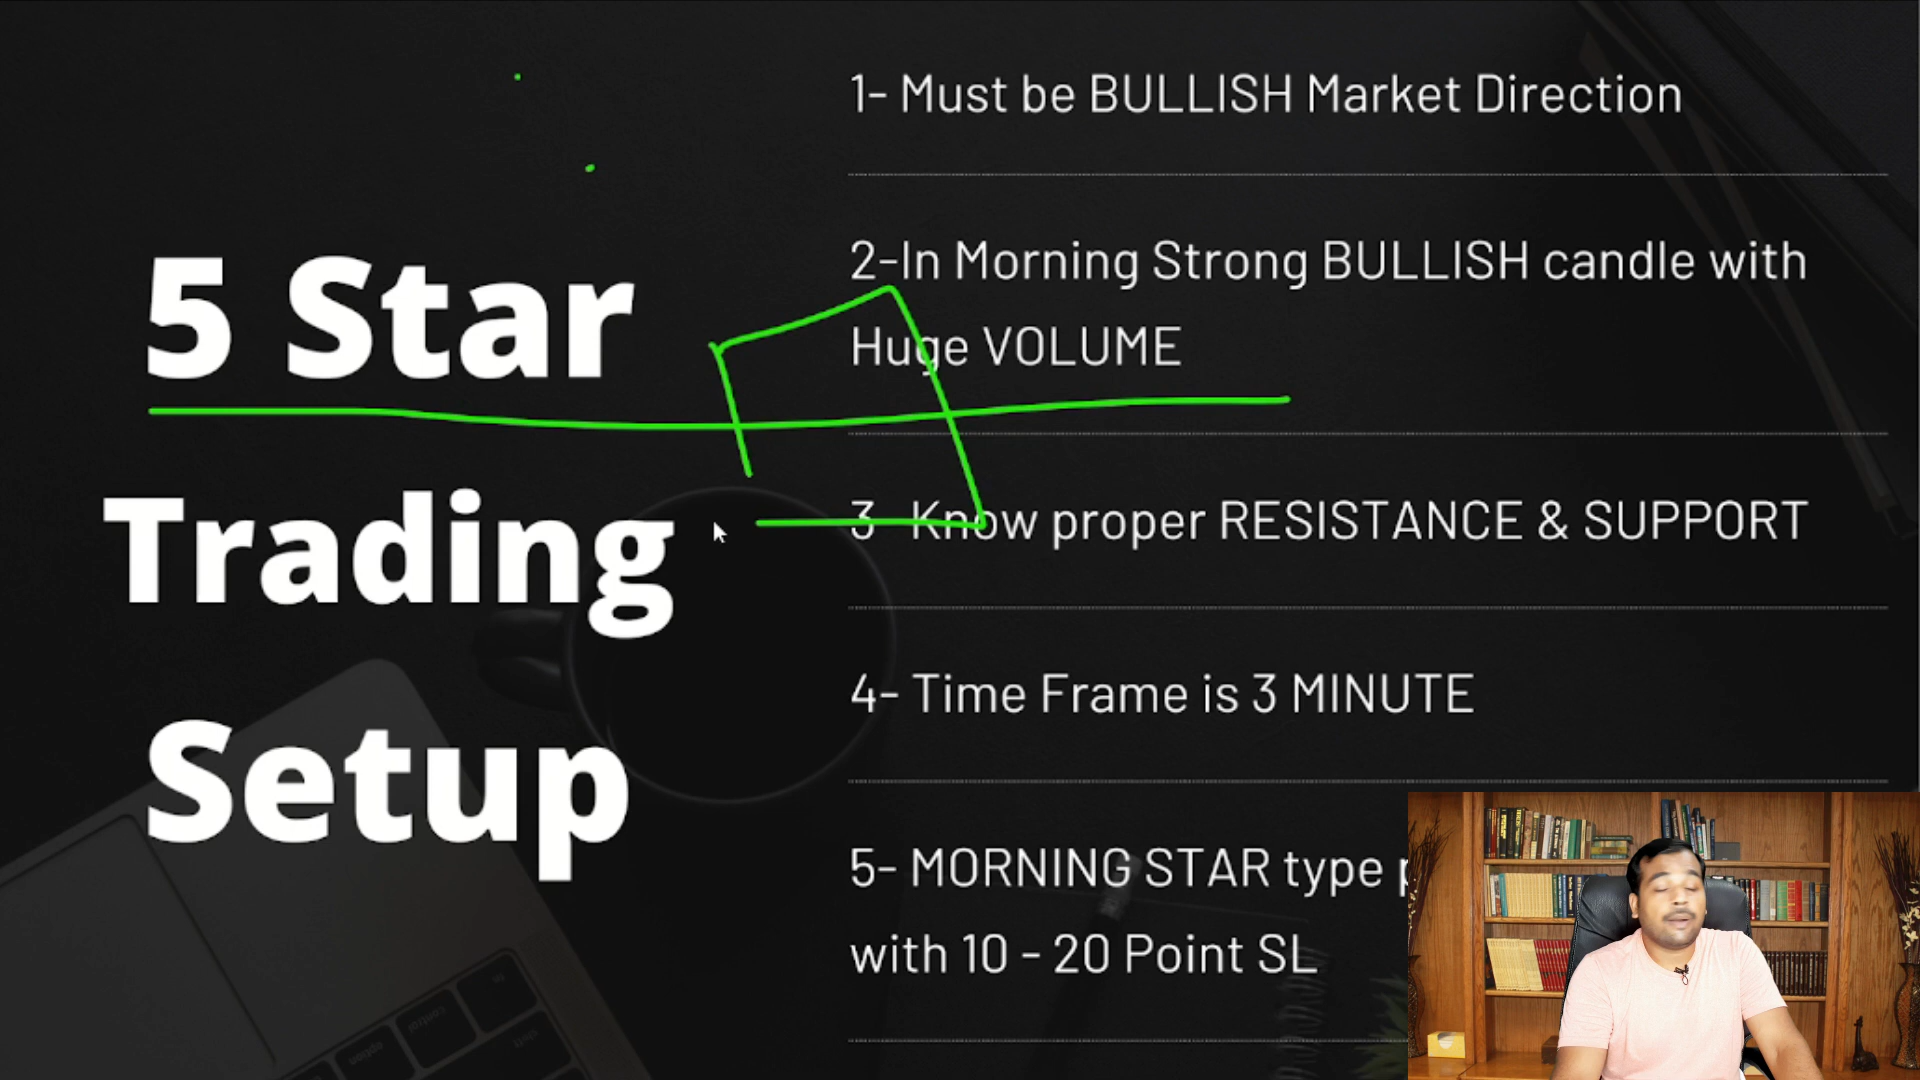 5 Star
Trading
Setup
1- Must be BULLISH Market Direction
2-In Morning Strong BULLISH candle with
Huge VOLUME
3- Know proper RESISTANCE & SUPPORT
4- Time Frame is 3 MINUTE
5- MORNING STAR type
with 10 - 20 Point SL